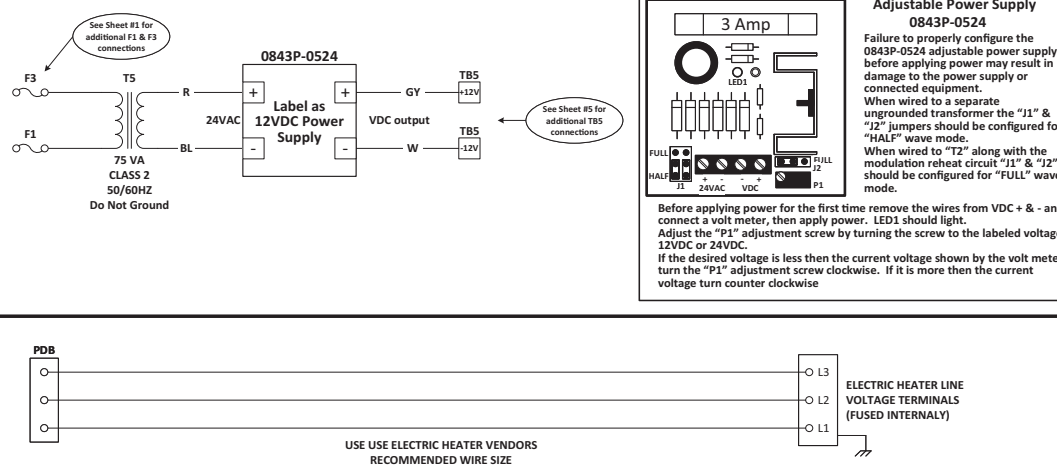 See Sheet #1 for
additional F1 & F3
connections
F3
F1
T5
75 VA
CLASS 2
50/60HZ
Do Not Ground
R
24VAC
BL
0843P-0524
+
+
Label as
12VDC Power
Supply
-
-
GY
VDC output
W
TB5
+12V
TB5
-12V
See Sheet #5 for
additional TB5
connections
3 Amp
LED1
FULL
HALF
J1
+ - - +
24VAC VDC
FULL
J2
P1
Adjustable Power Supply
0843P-0524
Failure to properly configure the
0843P-0524 adjustable power supply
before applying power may result in
damage to the power supply or
connected equipment.
When wired to a separate
ungrounded transformer the “J1” &
“J2” jumpers should be configured fo
“HALF” wave mode.
When wired to “T2” along with the
modulation reheat circuit “J1” & “J2”
should be configured for “FULL” wave
mode.
Before applying power for the first time remove the wires from VDC + & - an
connect a volt meter, then apply power. LED1 should light.
Adjust the “P1” adjustment screw by turning the screw to the labeled voltage
12VDC or 24VDC.
If the desired voltage is less then the current voltage shown by the volt mete
turn the “P1” adjustment screw clockwise. If it is more then the current
voltage turn counter clockwise
PDB
L3
L2
L1
ELECTRIC HEATER LINE
VOLTAGE TERMINALS
(FUSED INTERNALY)
USE USE ELECTRIC HEATER VENDORS
RECOMMENDED WIRE SIZE